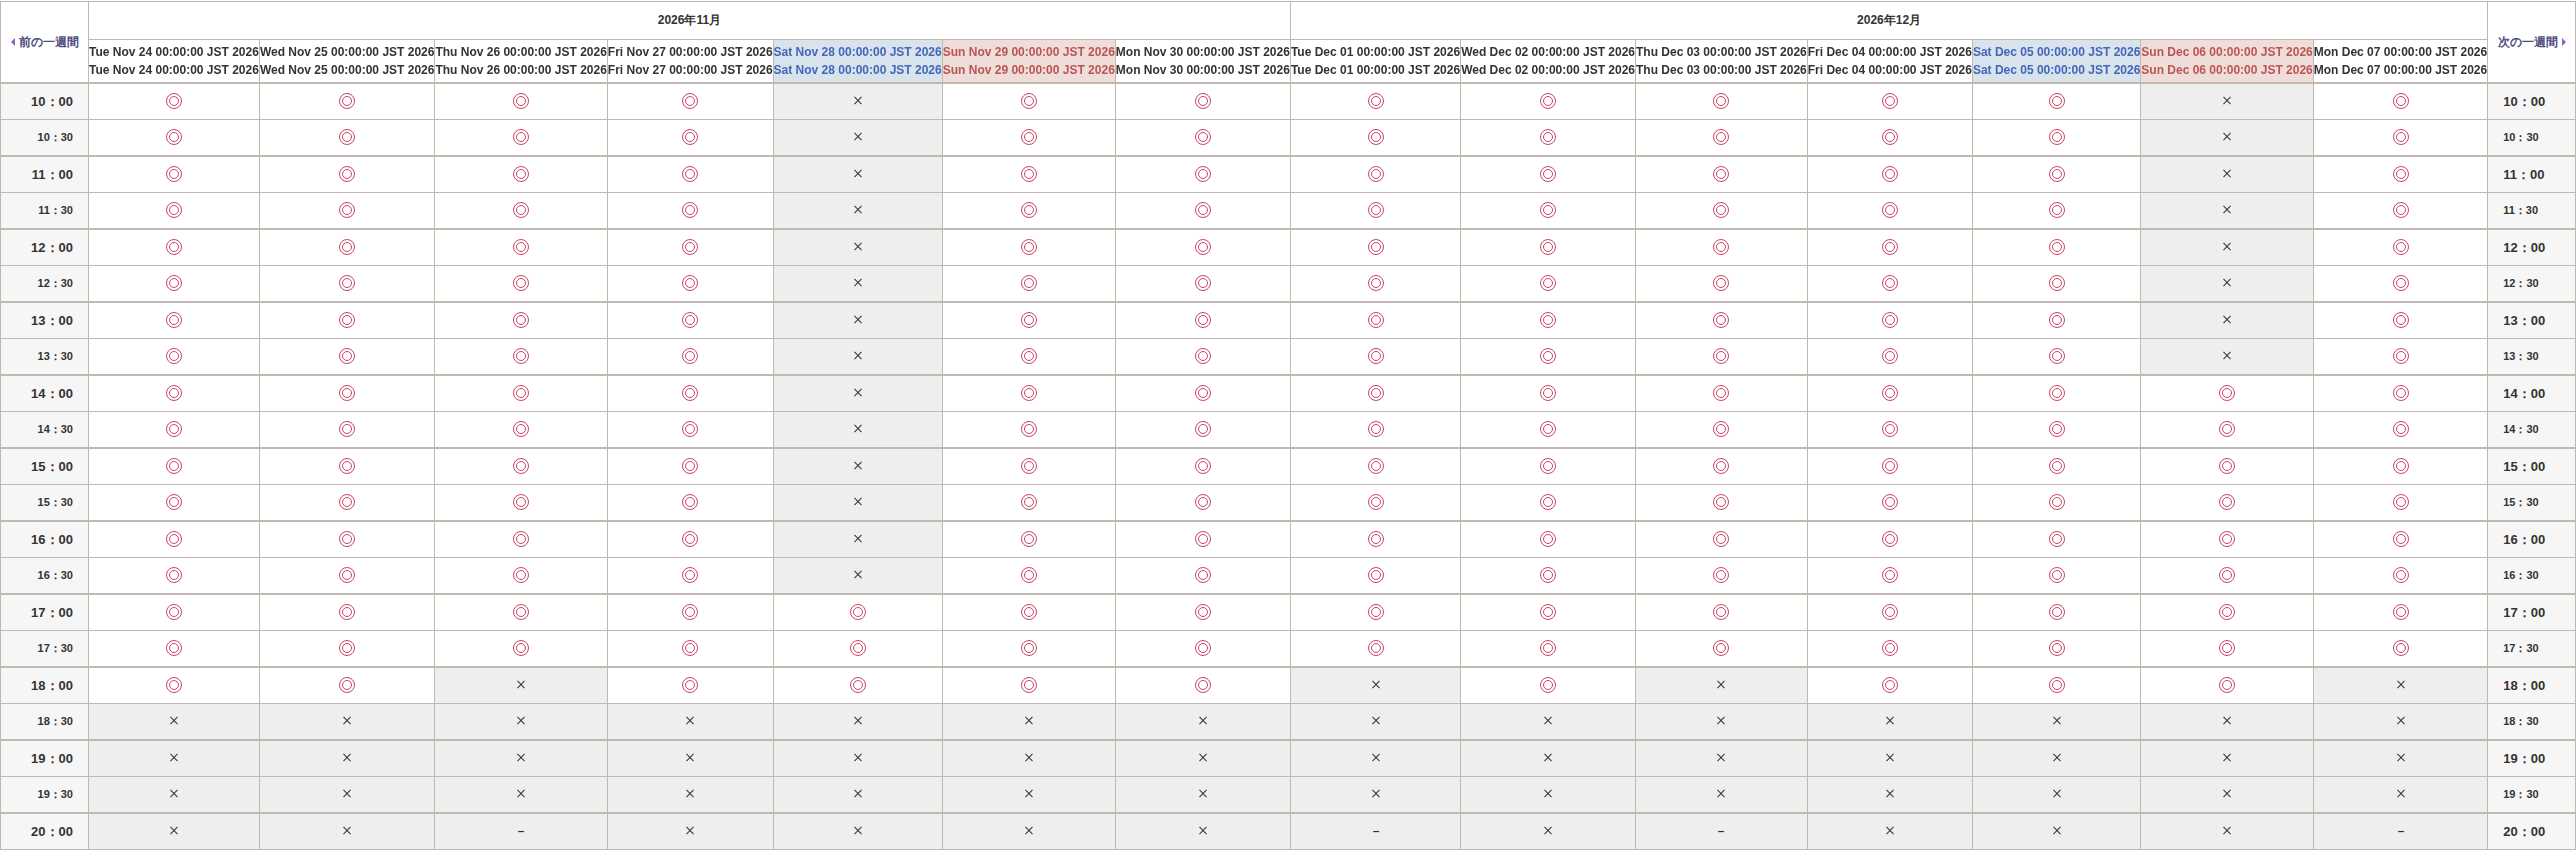 2026年11月 2026年12月
前の一週間 次の一週間
Tue Nov 24 00:00:00 JST 2026 Wed Nov 25 00:00:00 JST 2026 Thu Nov 26 00:00:00 JST 2026 Fri Nov 27 00:00:00 JST 2026 Sat Nov 28 00:00:00 JST 2026 Sun Nov 29 00:00:00 JST 2026 Mon Nov 30 00:00:00 JST 2026 Tue Dec 01 00:00:00 JST 2026 Wed Dec 02 00:00:00 JST 2026 Thu Dec 03 00:00:00 JST 2026 Fri Dec 04 00:00:00 JST 2026 Sat Dec 05 00:00:00 JST 2026 Sun Dec 06 00:00:00 JST 2026 Mon Dec 07 00:00:00 JST 2026
Tue Nov 24 00:00:00 JST 2026 Wed Nov 25 00:00:00 JST 2026 Thu Nov 26 00:00:00 JST 2026 Fri Nov 27 00:00:00 JST 2026 Sat Nov 28 00:00:00 JST 2026 Sun Nov 29 00:00:00 JST 2026 Mon Nov 30 00:00:00 JST 2026 Tue Dec 01 00:00:00 JST 2026 Wed Dec 02 00:00:00 JST 2026 Thu Dec 03 00:00:00 JST 2026 Fri Dec 04 00:00:00 JST 2026 Sat Dec 05 00:00:00 JST 2026 Sun Dec 06 00:00:00 JST 2026 Mon Dec 07 00:00:00 JST 2026
10：00 ◎ ◎ ◎ ◎ × ◎ ◎ ◎ ◎ ◎ ◎ ◎ × ◎ 10：00
10：30 ◎ ◎ ◎ ◎ × ◎ ◎ ◎ ◎ ◎ ◎ ◎ × ◎ 10：30
11：00 ◎ ◎ ◎ ◎ × ◎ ◎ ◎ ◎ ◎ ◎ ◎ × ◎ 11：00
11：30 ◎ ◎ ◎ ◎ × ◎ ◎ ◎ ◎ ◎ ◎ ◎ × ◎ 11：30
12：00 ◎ ◎ ◎ ◎ × ◎ ◎ ◎ ◎ ◎ ◎ ◎ × ◎ 12：00
12：30 ◎ ◎ ◎ ◎ × ◎ ◎ ◎ ◎ ◎ ◎ ◎ × ◎ 12：30
13：00 ◎ ◎ ◎ ◎ × ◎ ◎ ◎ ◎ ◎ ◎ ◎ × ◎ 13：00
13：30 ◎ ◎ ◎ ◎ × ◎ ◎ ◎ ◎ ◎ ◎ ◎ × ◎ 13：30
14：00 ◎ ◎ ◎ ◎ × ◎ ◎ ◎ ◎ ◎ ◎ ◎ ◎ ◎ 14：00
14：30 ◎ ◎ ◎ ◎ × ◎ ◎ ◎ ◎ ◎ ◎ ◎ ◎ ◎ 14：30
15：00 ◎ ◎ ◎ ◎ × ◎ ◎ ◎ ◎ ◎ ◎ ◎ ◎ ◎ 15：00
15：30 ◎ ◎ ◎ ◎ × ◎ ◎ ◎ ◎ ◎ ◎ ◎ ◎ ◎ 15：30
16：00 ◎ ◎ ◎ ◎ × ◎ ◎ ◎ ◎ ◎ ◎ ◎ ◎ ◎ 16：00
16：30 ◎ ◎ ◎ ◎ × ◎ ◎ ◎ ◎ ◎ ◎ ◎ ◎ ◎ 16：30
17：00 ◎ ◎ ◎ ◎ ◎ ◎ ◎ ◎ ◎ ◎ ◎ ◎ ◎ ◎ 17：00
17：30 ◎ ◎ ◎ ◎ ◎ ◎ ◎ ◎ ◎ ◎ ◎ ◎ ◎ ◎ 17：30
18：00 ◎ ◎ × ◎ ◎ ◎ ◎ × ◎ × ◎ ◎ ◎ × 18：00
18：30 × × × × × × × × × × × × × × 18：30
19：00 × × × × × × × × × × × × × × 19：00
19：30 × × × × × × × × × × × × × × 19：30
20：00 × × － × × × × － × － × × × － 20：00